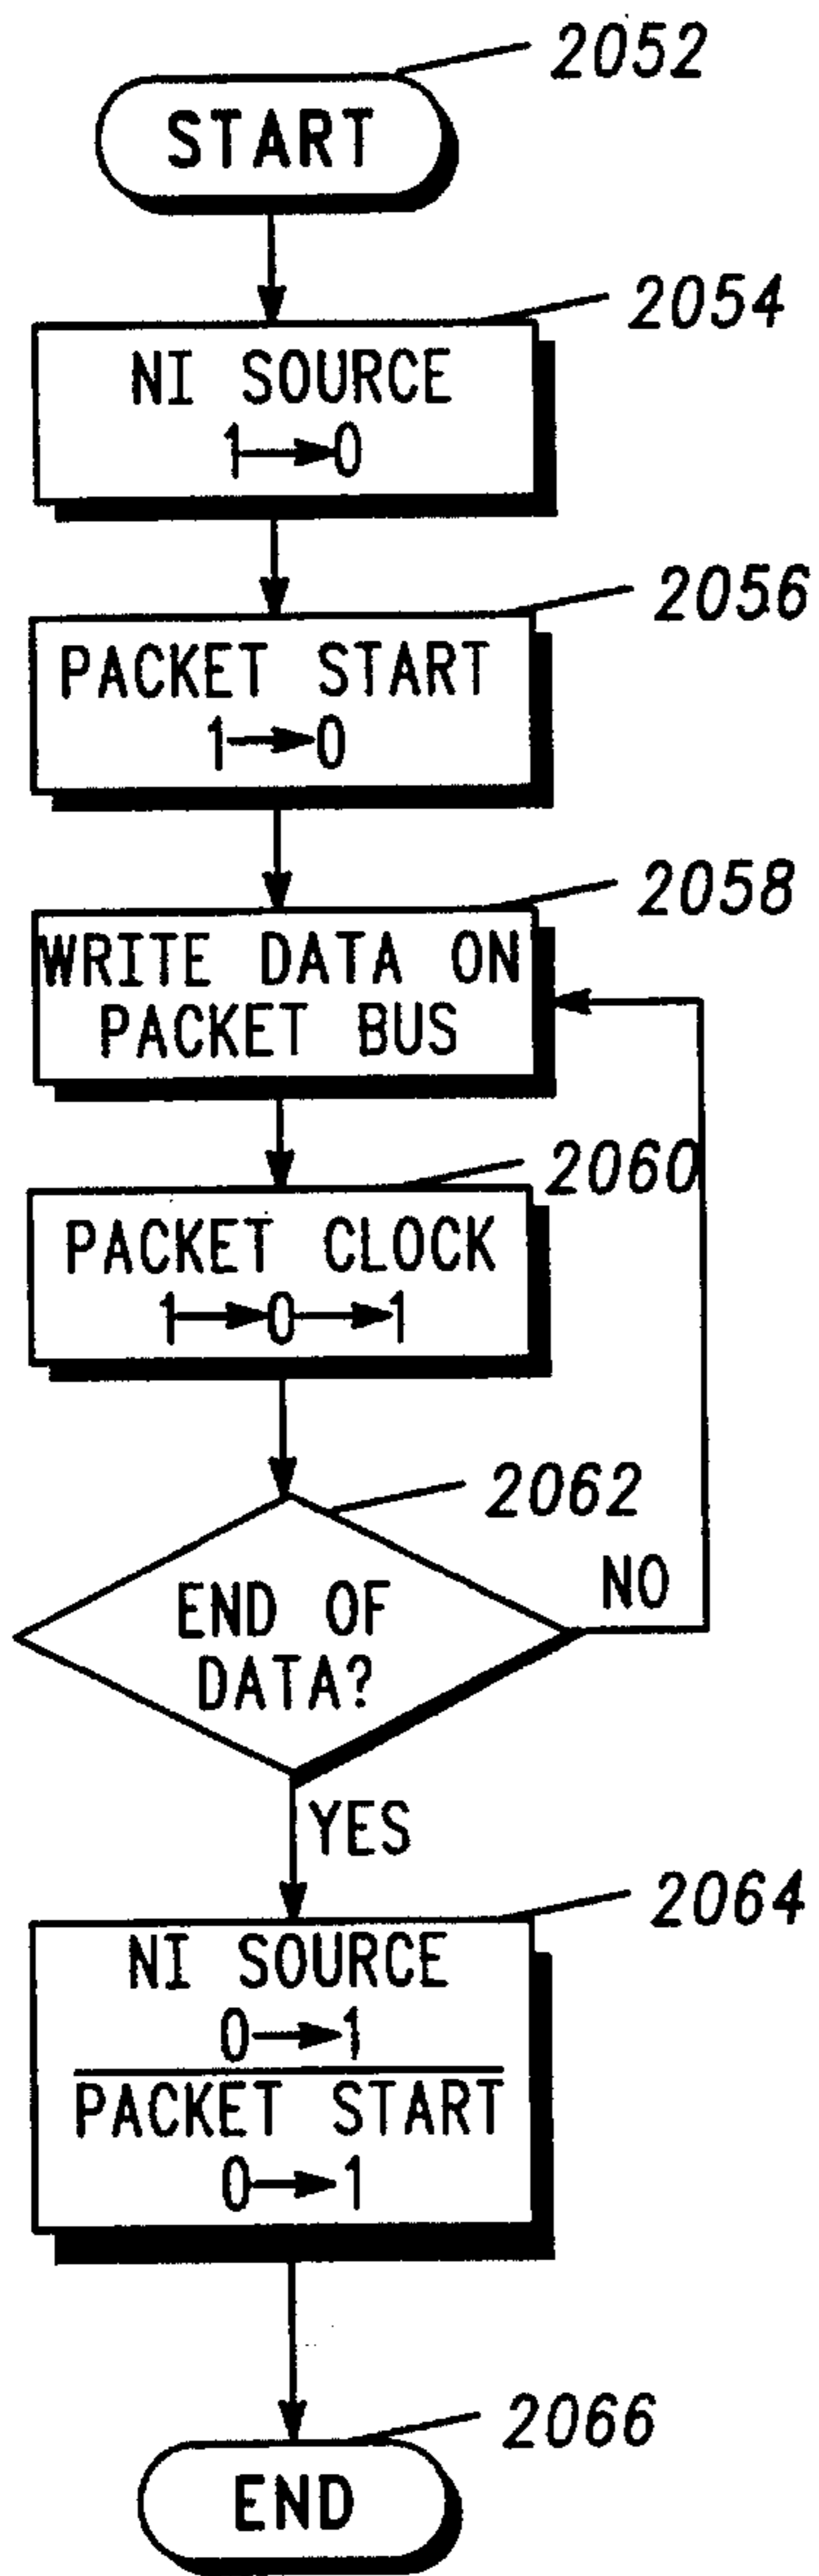 2052
START
2054
NI SOURCE
1→0
2056
PACKET START
1→0
2058
WRITE DATA ON
PACKET BUS
2060
PACKET CLOCK
1→0→1
2062
END OF
DATA?
NO
YES
2064
NI SOURCE
0→1
PACKET START
0→1
2066
END